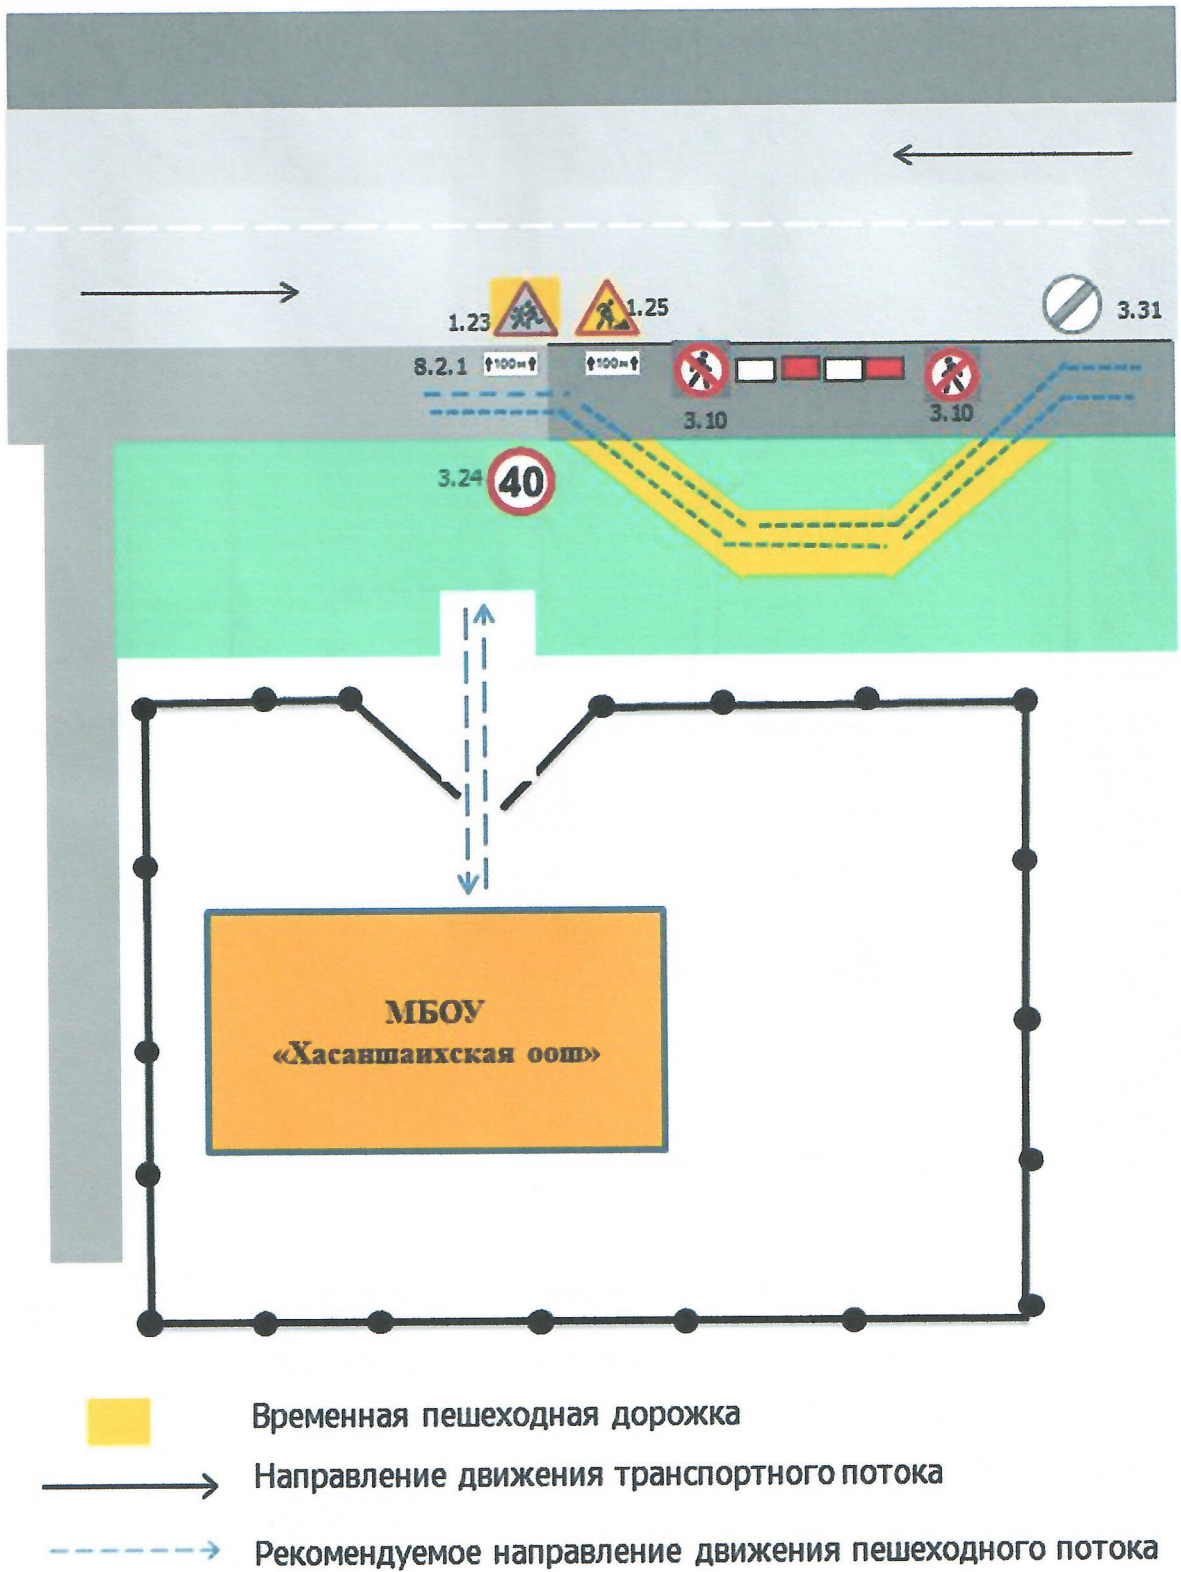 1.23
1.25
3.31
8.2.1
100м
100м
3.10
3.10
3.24
40
МБОУ
«Хасаншаихская оош»
Временная пешеходная дорожка
Направление движения транспортного потока
Рекомендуемое направление движения пешеходного потока